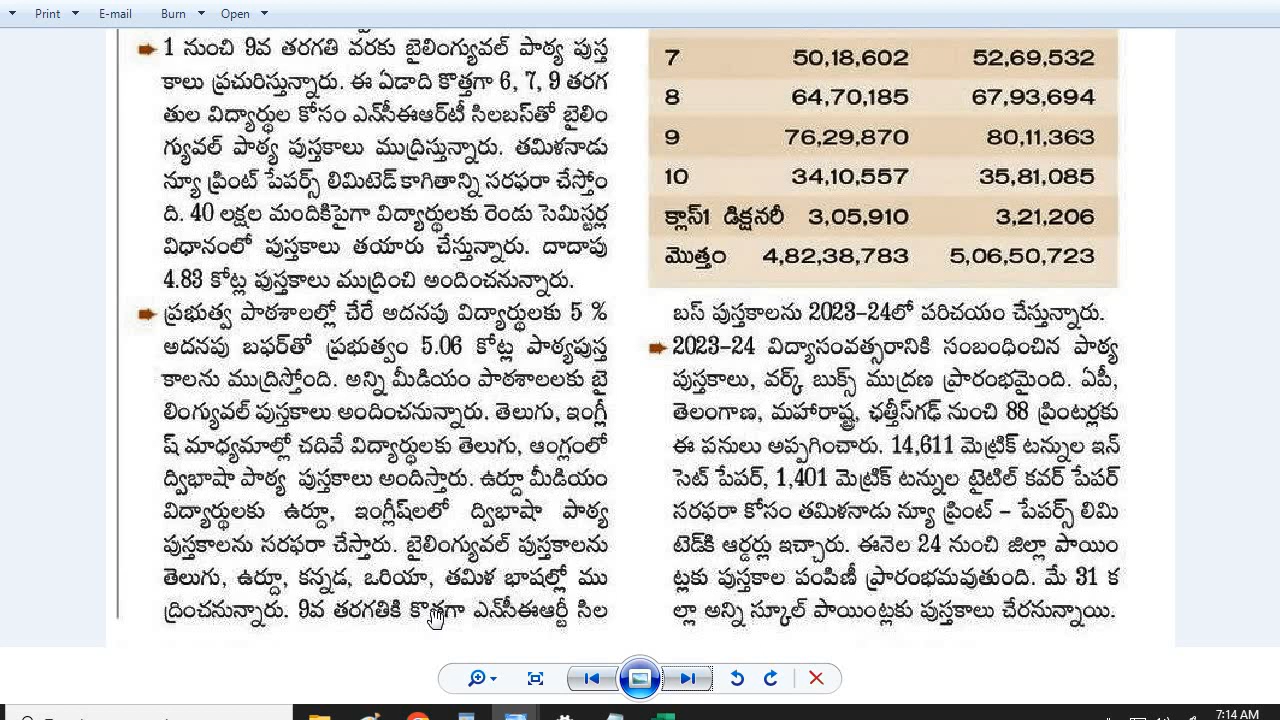 Print E-mail Burn Open
1 నుంచి 9వ తరగతి వరకు బైలింగ్యువల్ పాఠ్య పుస్త
కాలు ప్రచురిస్తున్నారు. ఈ ఏడాది కొత్తగా 6, 7, 9 తరగ
తుల విద్యార్థుల కోసం ఎన్‌సీఈఆర్‌టీ సిలబస్‌తో బైలిం
గ్యువల్ పాఠ్య పుస్తకాలు ముద్రిస్తున్నారు. తమిళనాడు
న్యూ ప్రింట్ పేపర్స్ లిమిటెడ్ కాగితాన్ని సరఫరా చేస్తోం
ది. 40 లక్షల మందికిపైగా విద్యార్థులకు రెండు సెమిస్టర్ల
విధానంలో పుస్తకాలు తయారు చేస్తున్నారు. దాదాపు
4.83 కోట్ల పుస్తకాలు ముద్రించి అందించనున్నారు.
ప్రభుత్వ పాఠశాలల్లో చేరే అదనపు విద్యార్థులకు 5 %
అదనపు బఫర్‌తో ప్రభుత్వం 5.06 కోట్ల పాఠ్యపుస్త
కాలను ముద్రిస్తోంది. అన్ని మీడియం పాఠశాలలకు బై
లింగ్యువల్ పుస్తకాలు అందించనున్నారు. తెలుగు, ఇంగ్లీ
ష్ మాధ్యమాల్లో చదివే విద్యార్థులకు తెలుగు, ఆంగ్లంలో
ద్విభాషా పాఠ్య పుస్తకాలు అందిస్తారు. ఉర్దూ మీడియం
విద్యార్థులకు ఉర్దూ, ఇంగ్లీష్‌లలో ద్విభాషా పాఠ్య
పుస్తకాలను సరఫరా చేస్తారు. బైలింగ్యువల్ పుస్తకాలను
తెలుగు, ఉర్దూ, కన్నడ, ఒరియా, తమిళ భాషల్లో ము
ద్రించనున్నారు. 9వ తరగతికి కొత్తగా ఎన్‌సీఈఆర్టీ సిల
7 50,18,602 52,69,532
8 64,70,185 67,93,694
9 76,29,870 80,11,363
10 34,10,557 35,81,085
క్లాస్1 డిక్షనరీ 3,05,910 3,21,206
మొత్తం 4,82,38,783 5,06,50,723
బస్ పుస్తకాలను 2023–24లో పరిచయం చేస్తున్నారు.
2023–24 విద్యాసంవత్సరానికి సంబంధించిన పాఠ్య
పుస్తకాలు, వర్క్ బుక్స్ ముద్రణ ప్రారంభమైంది. ఏపీ,
తెలంగాణ, మహారాష్ట్ర, ఛత్తీస్‌గఢ్ నుంచి 88 ప్రింటర్లకు
ఈ పనులు అప్పగించారు. 14,611 మెట్రిక్ టన్నుల ఇన్
సెట్ పేపర్, 1,401 మెట్రిక్ టన్నుల టైటిల్ కవర్ పేపర్
సరఫరా కోసం తమిళనాడు న్యూ ప్రింట్ – పేపర్స్ లిమి
టెడ్‌కి ఆర్డర్లు ఇచ్చారు. ఈనెల 24 నుంచి జిల్లా పాయిం
ట్లకు పుస్తకాల పంపిణీ ప్రారంభమవుతుంది. మే 31 క
ల్లా అన్ని స్కూల్ పాయింట్లకు పుస్తకాలు చేరనున్నాయి.
7:14 AM